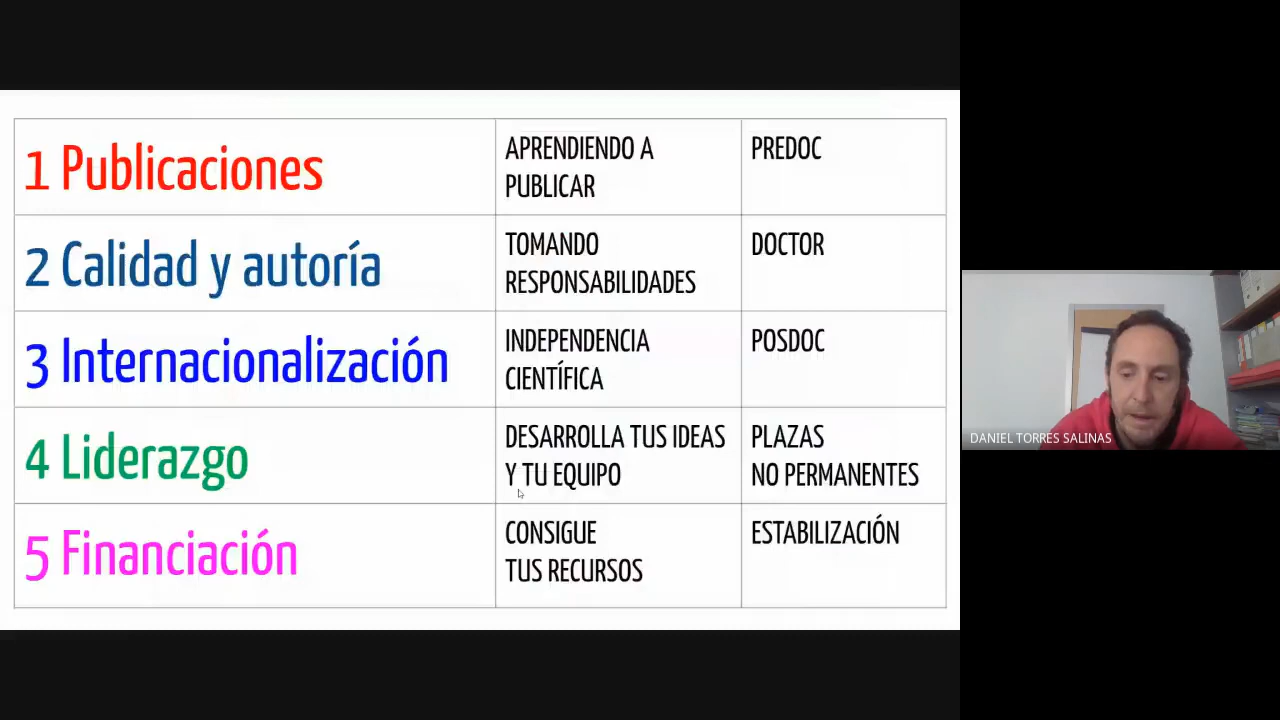 1 Publicaciones
APRENDIENDO A
PUBLICAR
PREDOC
2 Calidad y autoría
TOMANDO
RESPONSABILIDADES
DOCTOR
3 Internacionalización
INDEPENDENCIA
CIENTÍFICA
POSDOC
4 Liderazgo
DESARROLLA TUS IDEAS
Y TU EQUIPO
PLAZAS
NO PERMANENTES
5 Financiación
CONSIGUE
TUS RECURSOS
ESTABILIZACIÓN
DANIEL TORRES SALINAS